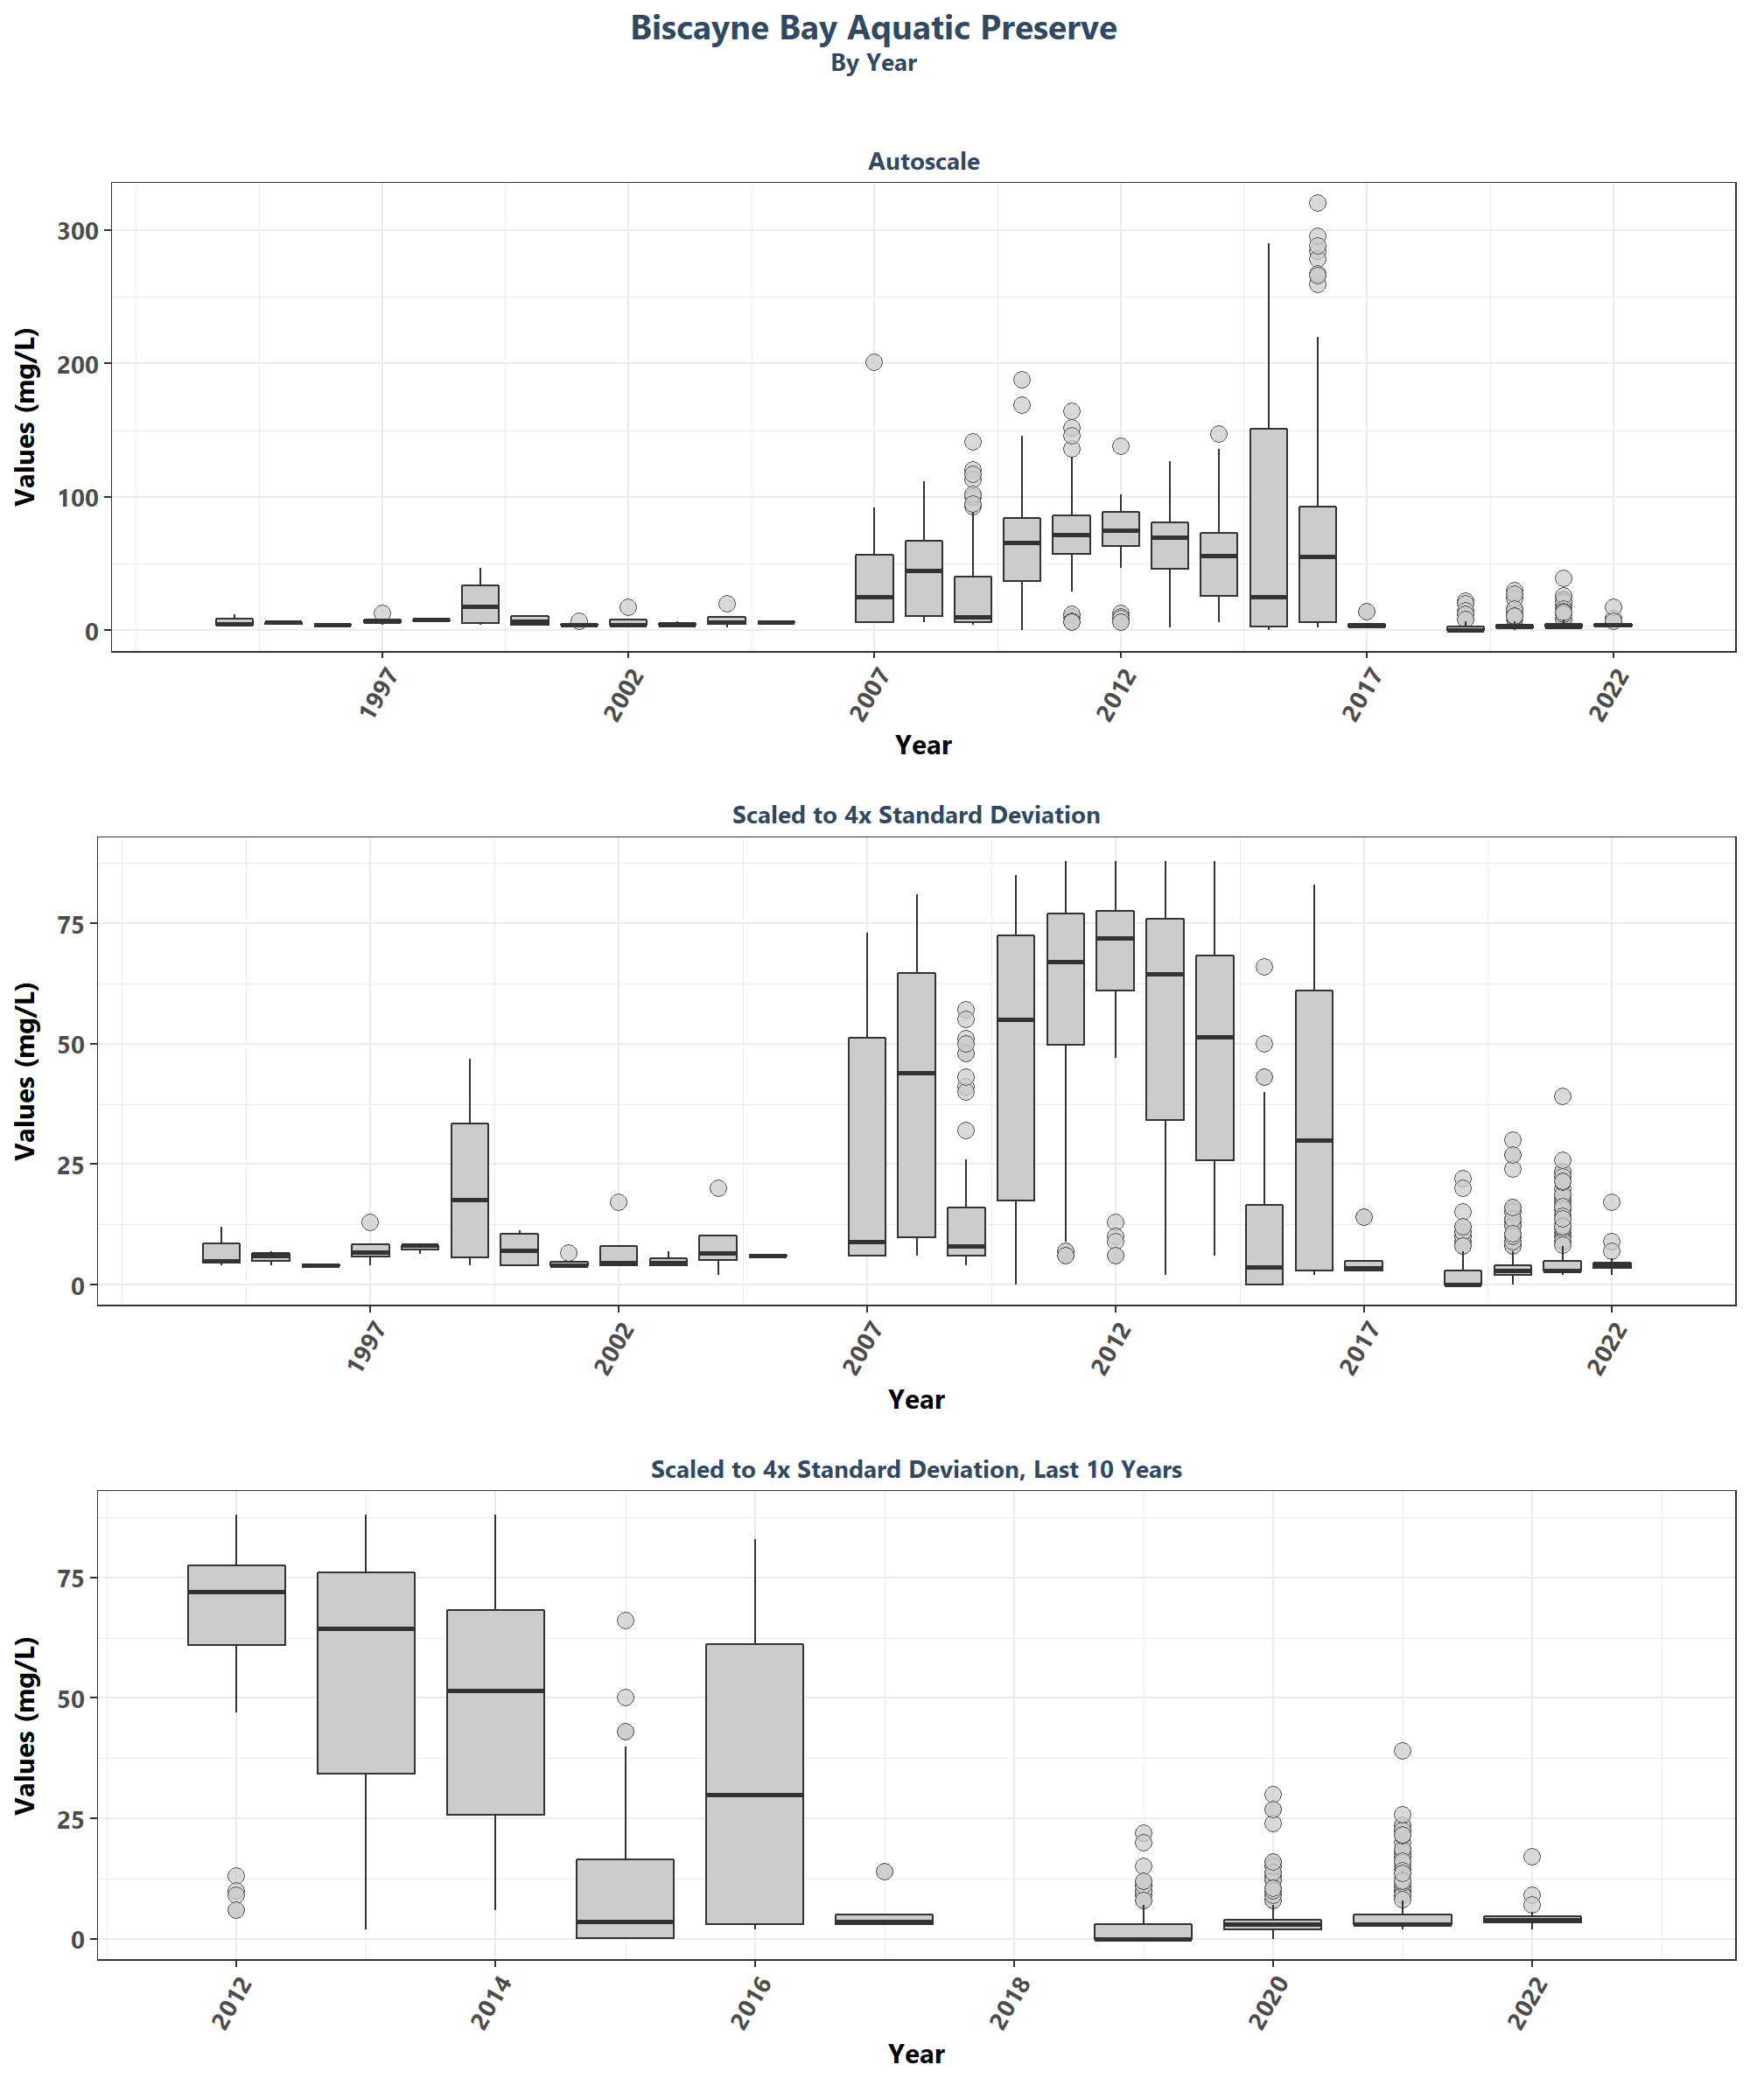 Biscayne Bay Aquatic Preserve
By Year
Autoscale
Values (mg/L)
300
200
100
0
1997
2002
2007
2012
2017
2022
Year
Scaled to 4x Standard Deviation
Values (mg/L)
75
50
25
0
1997
2002
2007
2012
2017
2022
Year
Scaled to 4x Standard Deviation, Last 10 Years
Values (mg/L)
75
50
25
0
2012
2014
2016
2018
2020
2022
Year